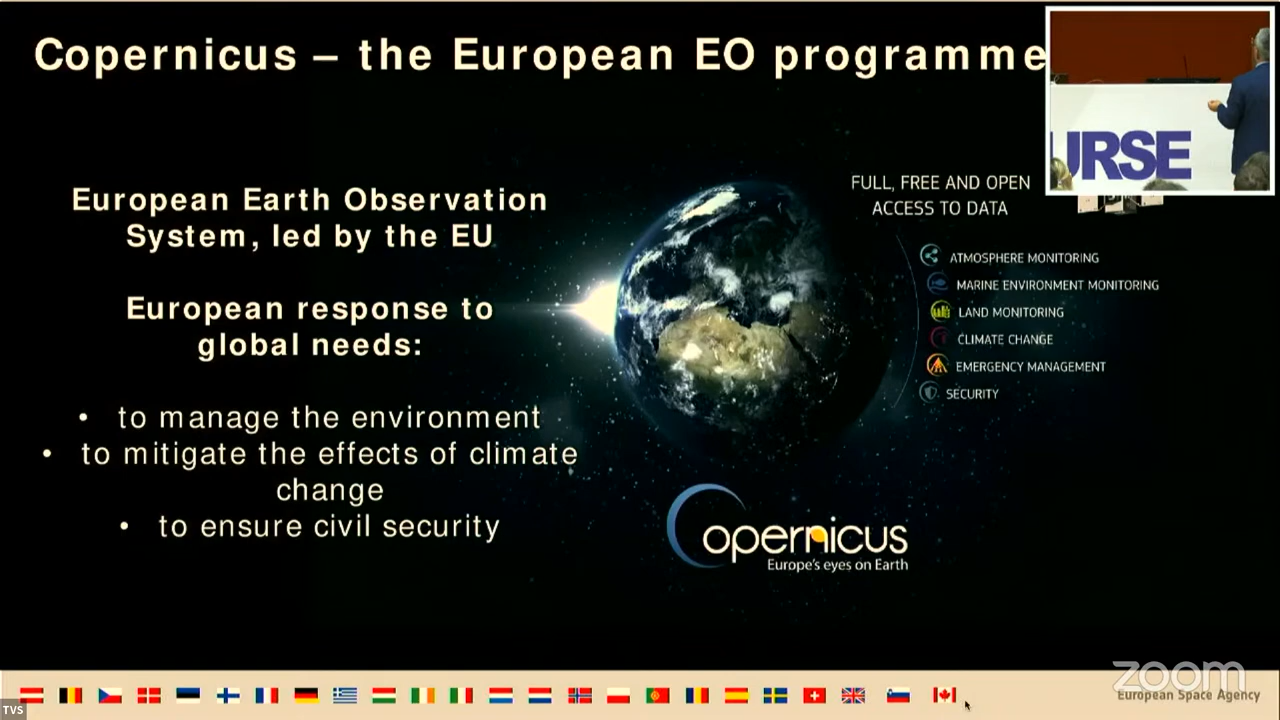 Copernicus – the European EO programme
European Earth Observation
System, led by the EU
European response to
global needs:
• to manage the environment
• to mitigate the effects of climate
change
• to ensure civil security
FULL, FREE AND OPEN
ACCESS TO DATA
ATMOSPHERE MONITORING
MARINE ENVIRONMENT MONITORING
LAND MONITORING
CLIMATE CHANGE
EMERGENCY MANAGEMENT
SECURITY
opernicus
Europe's eyes on Earth
URSE
zoom
European Space Agency
TVS